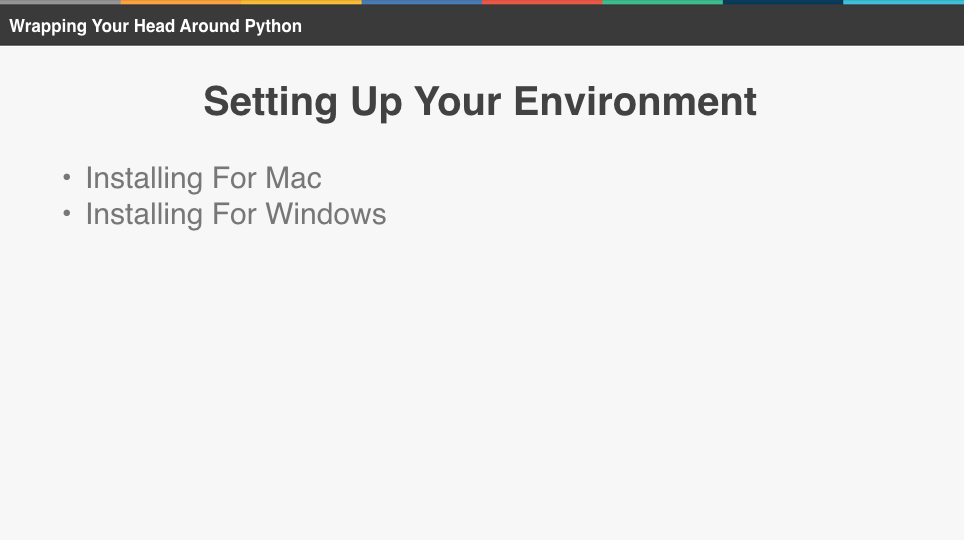 Wrapping Your Head Around Python
Setting Up Your Environment
• Installing For Mac
• Installing For Windows